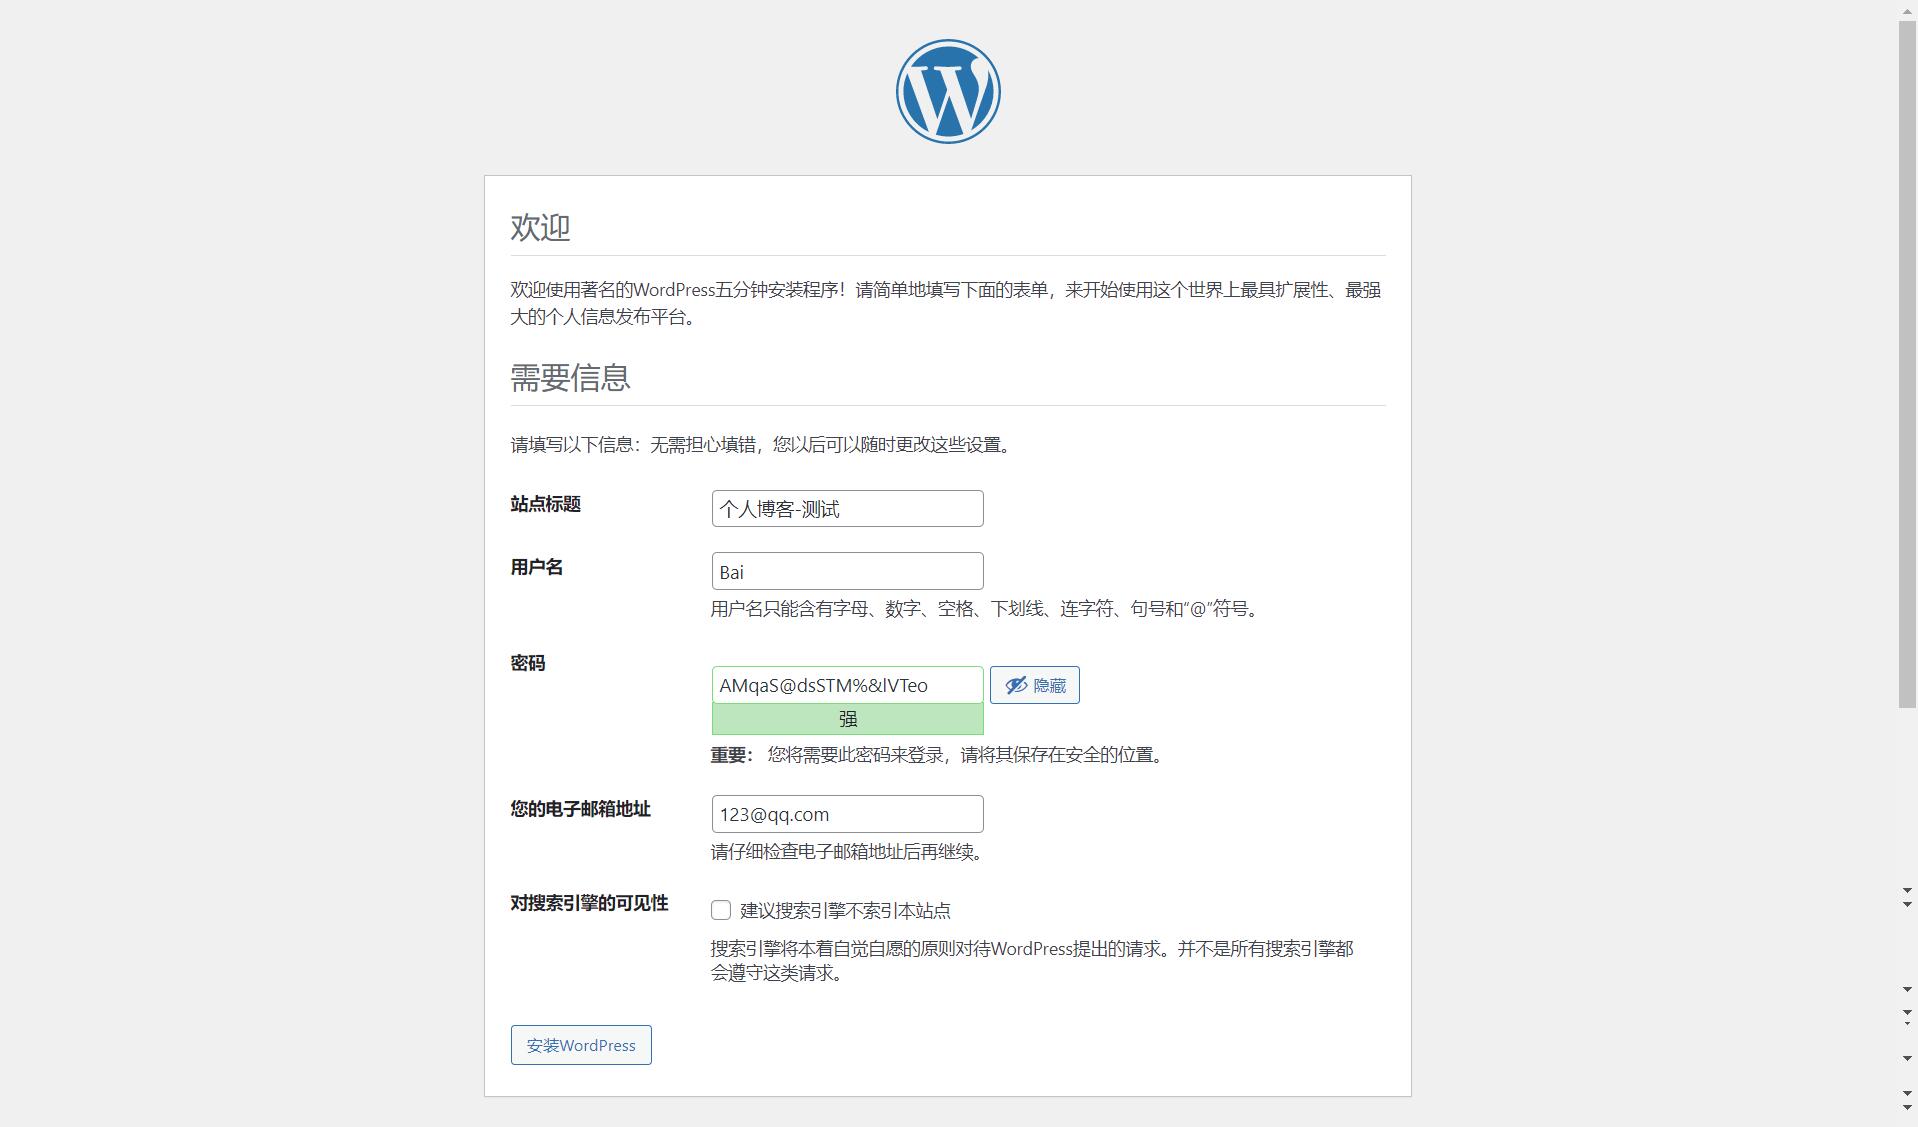 欢迎
欢迎使用著名的WordPress五分钟安装程序！请简单地填写下面的表单，来开始使用这个世界上最具扩展性、最强
大的个人信息发布平台。
需要信息
请填写以下信息：无需担心填错，您以后可以随时更改这些设置。
站点标题
个人博客-测试
用户名
Bai
用户名只能含有字母、数字、空格、下划线、连字符、句号和“@”符号。
密码
AMqaS@dsSTM%&lVTeo
隐藏
强
重要： 您将需要此密码来登录，请将其保存在安全的位置。
您的电子邮箱地址
123@qq.com
请仔细检查电子邮箱地址后再继续。
对搜索引擎的可见性
建议搜索引擎不索引本站点
搜索引擎将本着自觉自愿的原则对待WordPress提出的请求。并不是所有搜索引擎都
会遵守这类请求。
安装WordPress